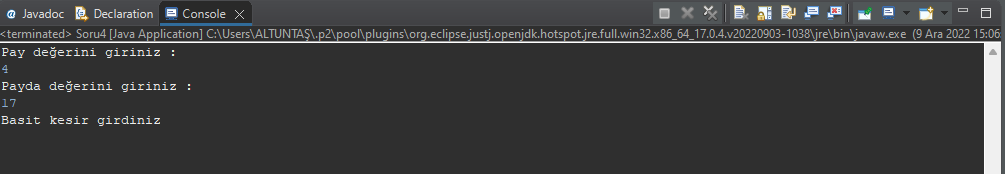 Javadoc Declaration Console
<terminated> Soru4 [Java Application] C:\Users\ALTUNTAŞ\.p2\pool\plugins\org.eclipse.justj.openjdk.hotspot.jre.full.win32.x86_64_17.0.4.v20220903-1038\jre\bin\javaw.exe (9 Ara 2022 15:06
Pay değerini giriniz :
4
Payda değerini giriniz :
17
Basit kesir girdiniz